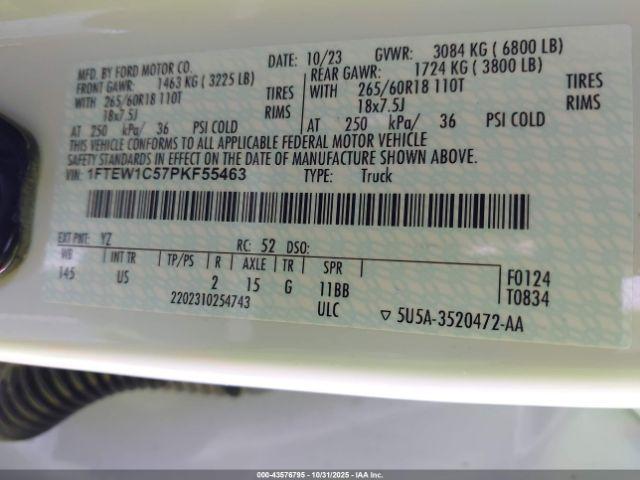 MFD. BY FORD MOTOR CO.
DATE: 10/23 GVWR: 3084 KG ( 6800 LB)
FRONT GAWR: 1463 KG ( 3225 LB)
REAR GAWR: 1724 KG ( 3800 LB)
WITH 265/60R18 110T TIRES
WITH 265/60R18 110T TIRES
18x7.5J RIMS
18x7.5J RIMS
AT 250 kPa/ 36 PSI COLD
AT 250 kPa/ 36 PSI COLD
THIS VEHICLE CONFORMS TO ALL APPLICABLE FEDERAL MOTOR VEHICLE
SAFETY STANDARDS IN EFFECT ON THE DATE OF MANUFACTURE SHOWN ABOVE.
VIN: 1FTEW1C57PKF55463 TYPE: Truck
EXT PNT: YZ RC: 52 DSO:
WB INT TR TP/PS R AXLE TR SPR
145 US 2 15 G 11BB
F0124
T0834
2202310254743
ULC
▽ 5U5A-3520472-AA
000-43576795 - 10/31/2025 - IAAI, Inc.